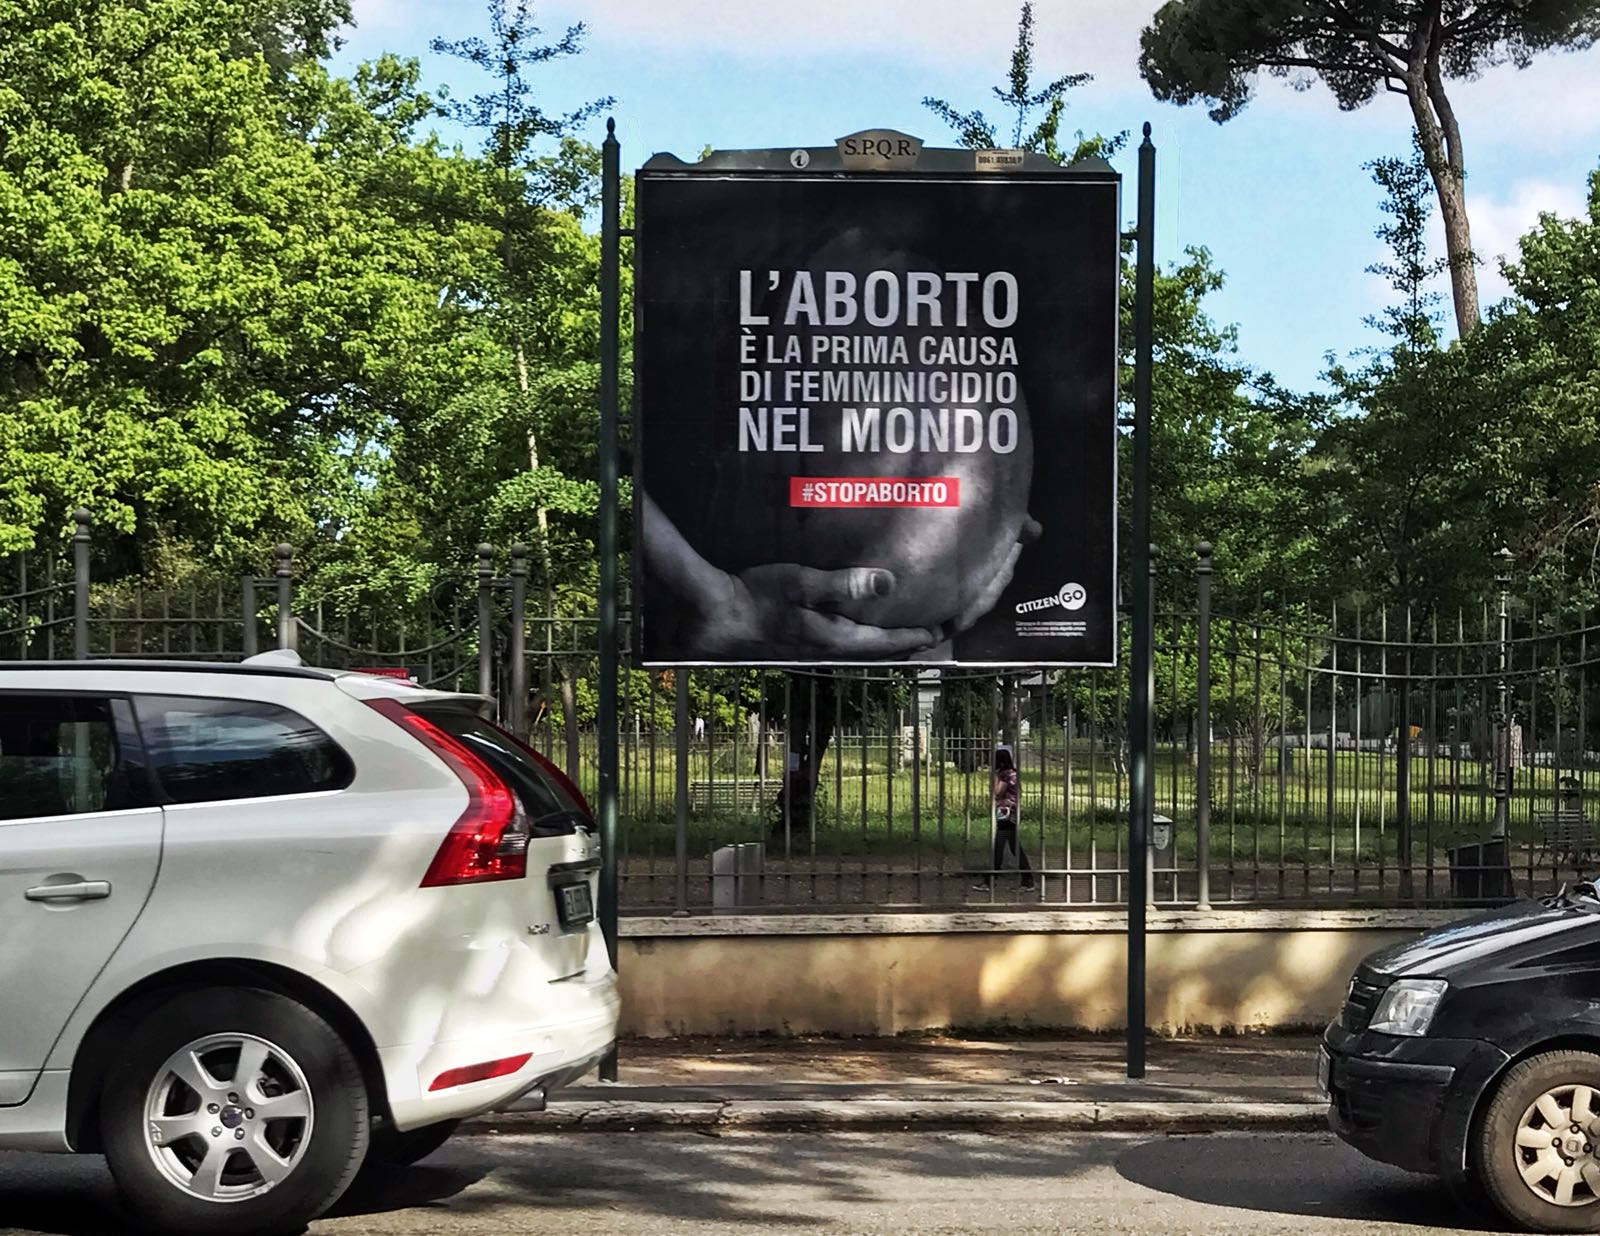 S.P.Q.R.
L'ABORTO
È LA PRIMA CAUSA
DI FEMMINICIDIO
NEL MONDO
#STOPABORTO
CITIZENGO